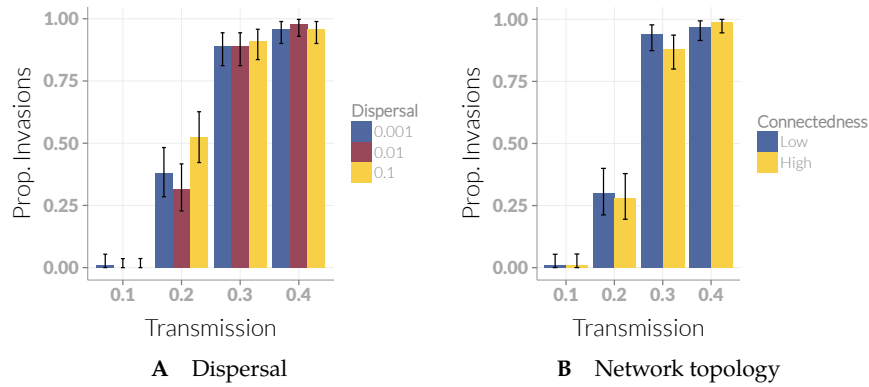 Prop. Invasions
1.00
0.75
0.50
0.25
0.00
0.1 0.2 0.3 0.4
Transmission
Dispersal
0.001
0.01
0.1
A Dispersal
Prop. Invasions
1.00
0.75
0.50
0.25
0.00
0.1 0.2 0.3 0.4
Transmission
Connectedness
Low
High
B Network topology